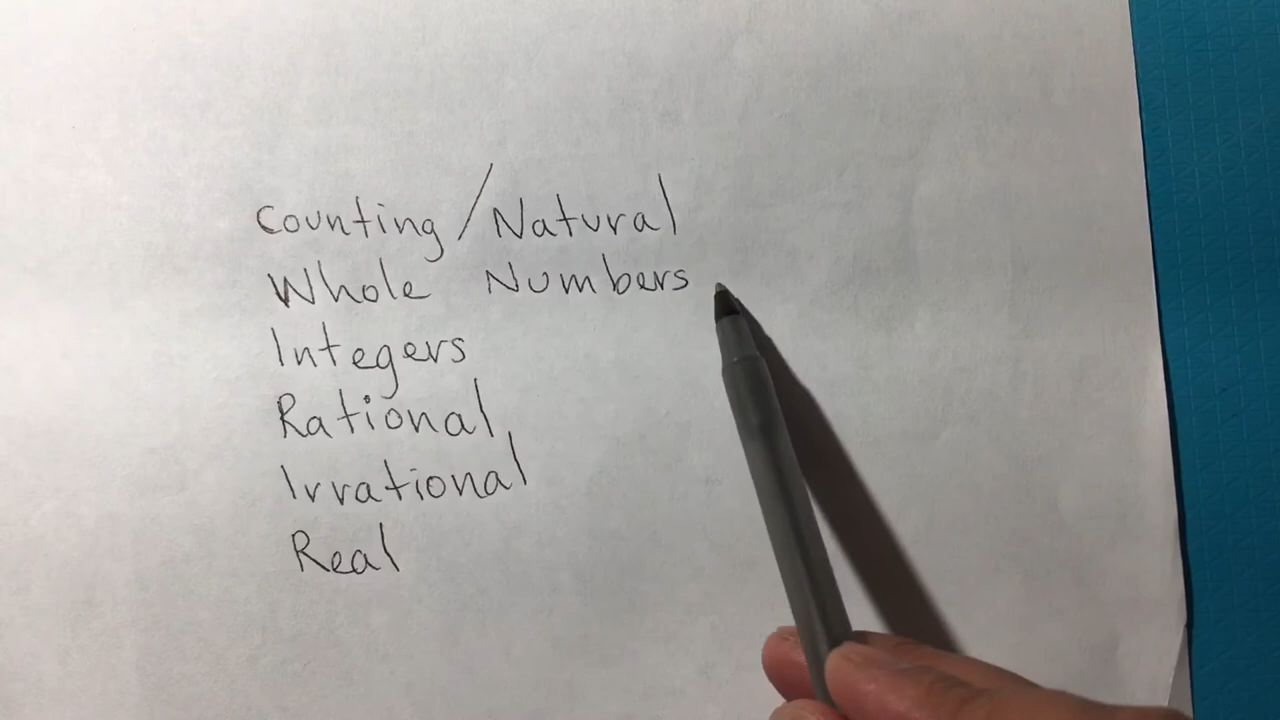 Counting/Natural
Whole Numbers
Integers
Rational
Irrational
Real